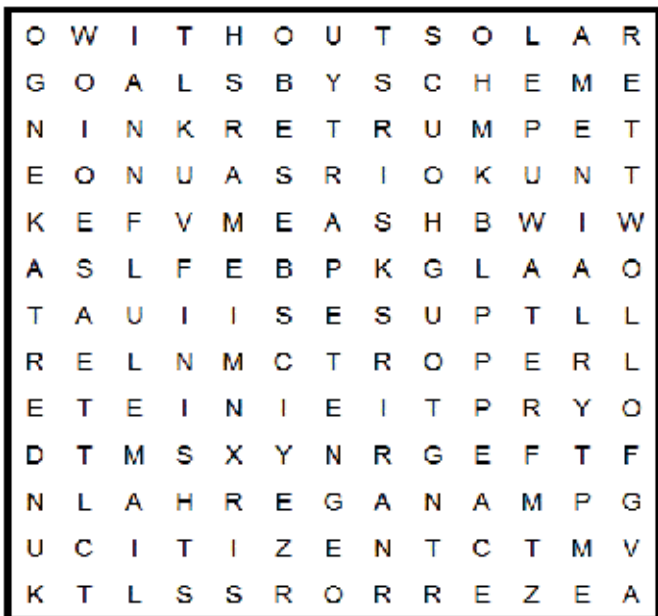 O W I T H O U T S O L A R
G O A L S B Y S C H E M E
N I N K R E T R U M P E T
E O N U A S R I O K U N T
K E F V M E A S H B W I W
A S L F E B P K G L A A O
T A U I I S E S U P T L L
R E L N M C T R O P E R L
E T E I N I E I T P R Y O
D T M S X Y N R G E F T F
N L A H R E G A N A M P G
U C I T I Z E N T C T M V
K T L S S R O R R E Z E A